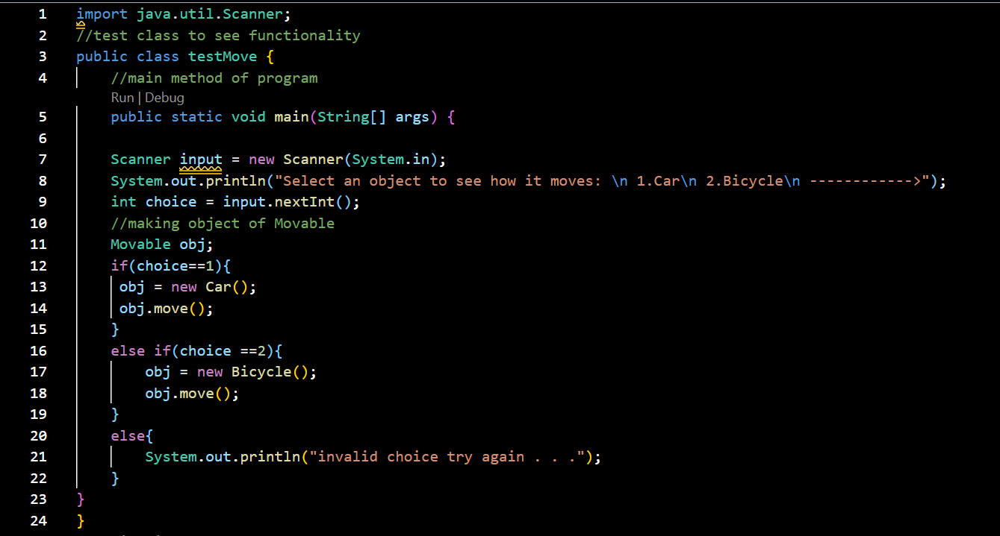 1 import java.util.Scanner;
2 //test class to see functionality
3 public class testMove {
4 //main method of program
Run | Debug
5 public static void main(String[] args) {
6
7 Scanner input = new Scanner(System.in);
8 System.out.println("Select an object to see how it moves: \n 1.Car\n 2.Bicycle\n ------------>");
9 int choice = input.nextInt();
10 //making object of Movable
11 Movable obj;
12 if(choice==1){
13 obj = new Car();
14 obj.move();
15 }
16 else if(choice ==2){
17 obj = new Bicycle();
18 obj.move();
19 }
20 else{
21 System.out.println("invalid choice try again . . .");
22 }
23 }
24 }